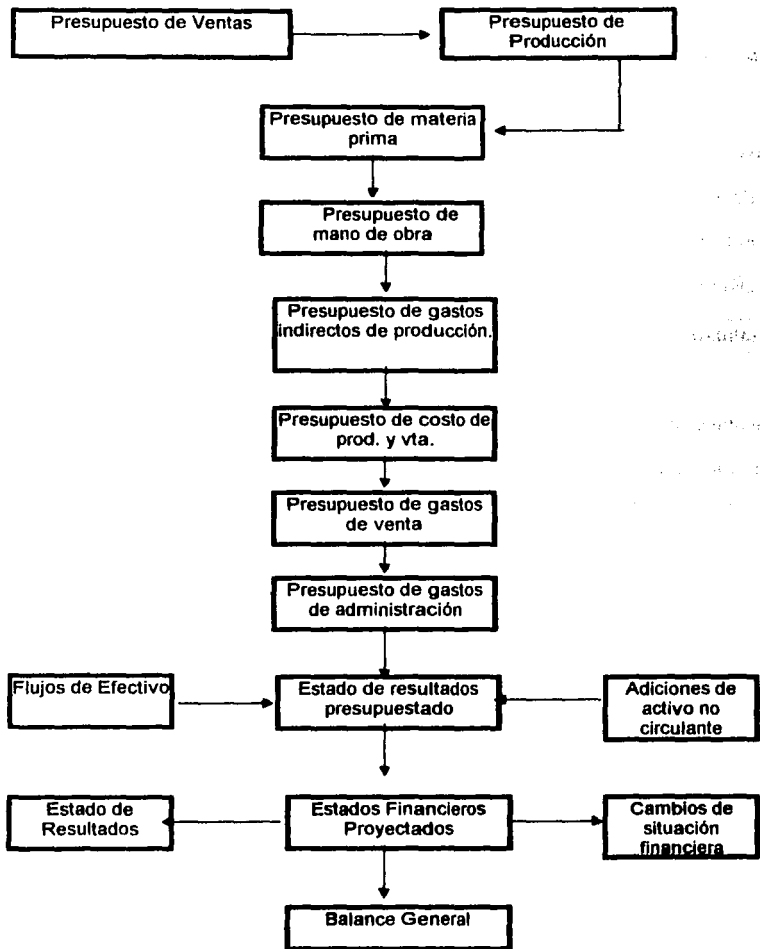 Presupuesto de Ventas
Presupuesto de
Producción
Presupuesto de materia
prima
Presupuesto de
mano de obra
Presupuesto de gastos
indirectos de producción.
Presupuesto de costo de
prod. y vta.
Presupuesto de gastos
de venta
Presupuesto de gastos
de administración
Flujos de Efectivo
Estado de resultados
presupuestado
Adiciones de
activo no
circulante
Estado de
Resultados
Estados Financieros
Proyectados
Cambios de
situación
financiera
Balance General